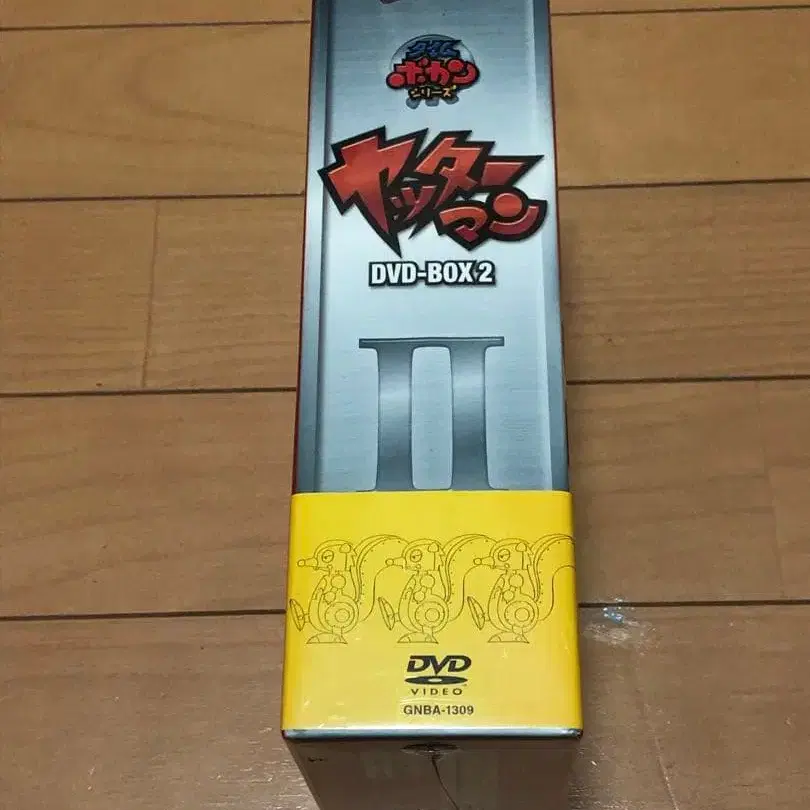 タイム
ボカン
シリーズ
ヤッター
マン
DVD-BOX 2
II
DVD
VIDEO
GNBA-1309